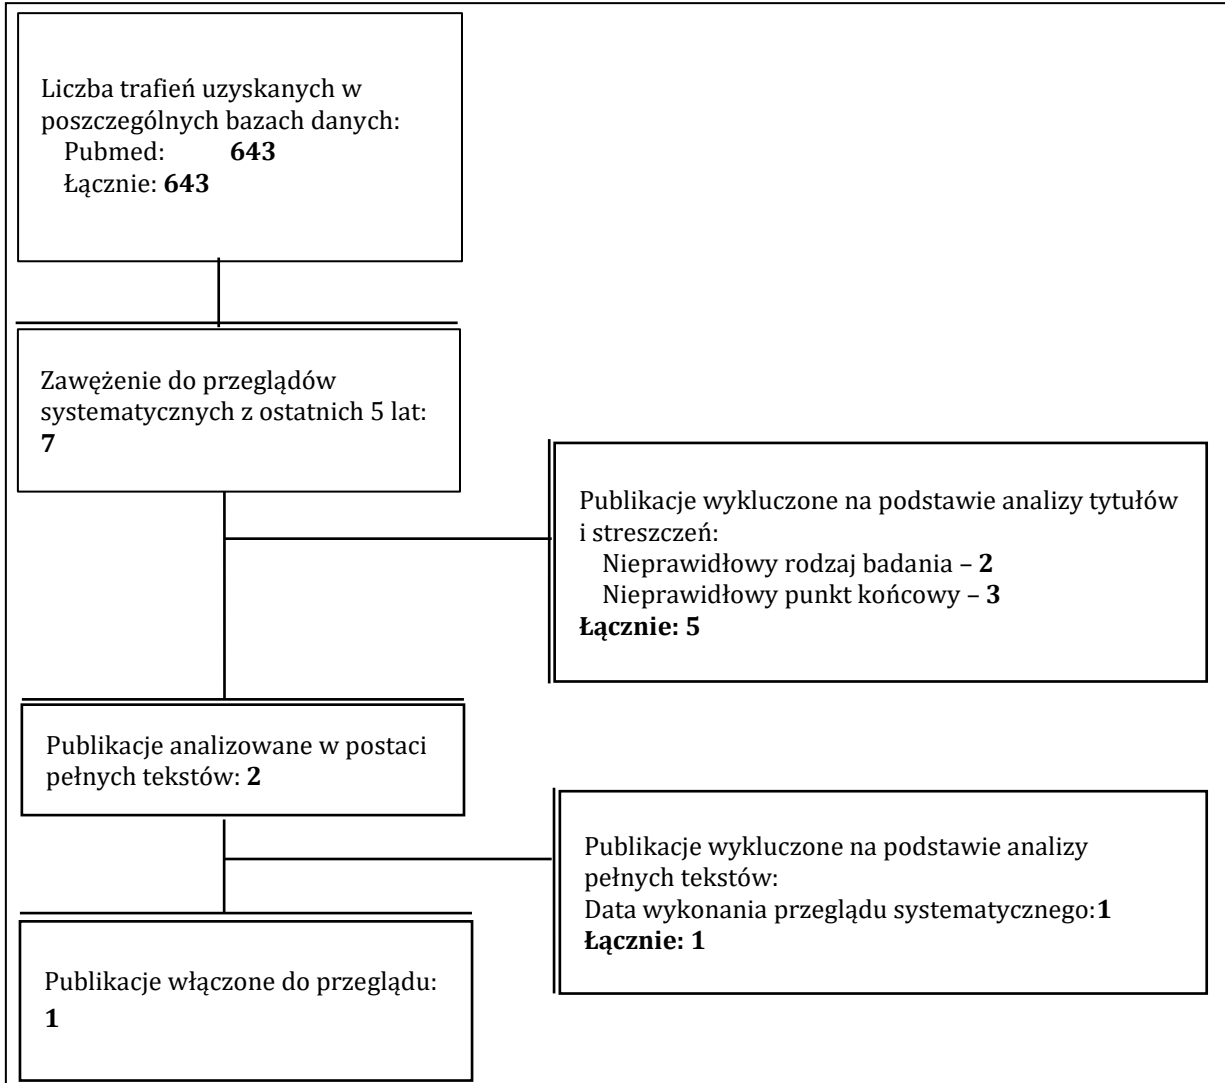 Liczba trafień uzyskanych w
poszczególnych bazach danych:
Pubmed: 643
Łącznie: 643
Zawężenie do przeglądów
systematycznych z ostatnich 5 lat:
7
Publikacje wykluczone na podstawie analizy tytułów
i streszczeń:
Nieprawidłowy rodzaj badania – 2
Nieprawidłowy punkt końcowy – 3
Łącznie: 5
Publikacje analizowane w postaci
pełnych tekstów: 2
Publikacje wykluczone na podstawie analizy
pełnych tekstów:
Data wykonania przeglądu systematycznego:1
Łącznie: 1
Publikacje włączone do przeglądu:
1